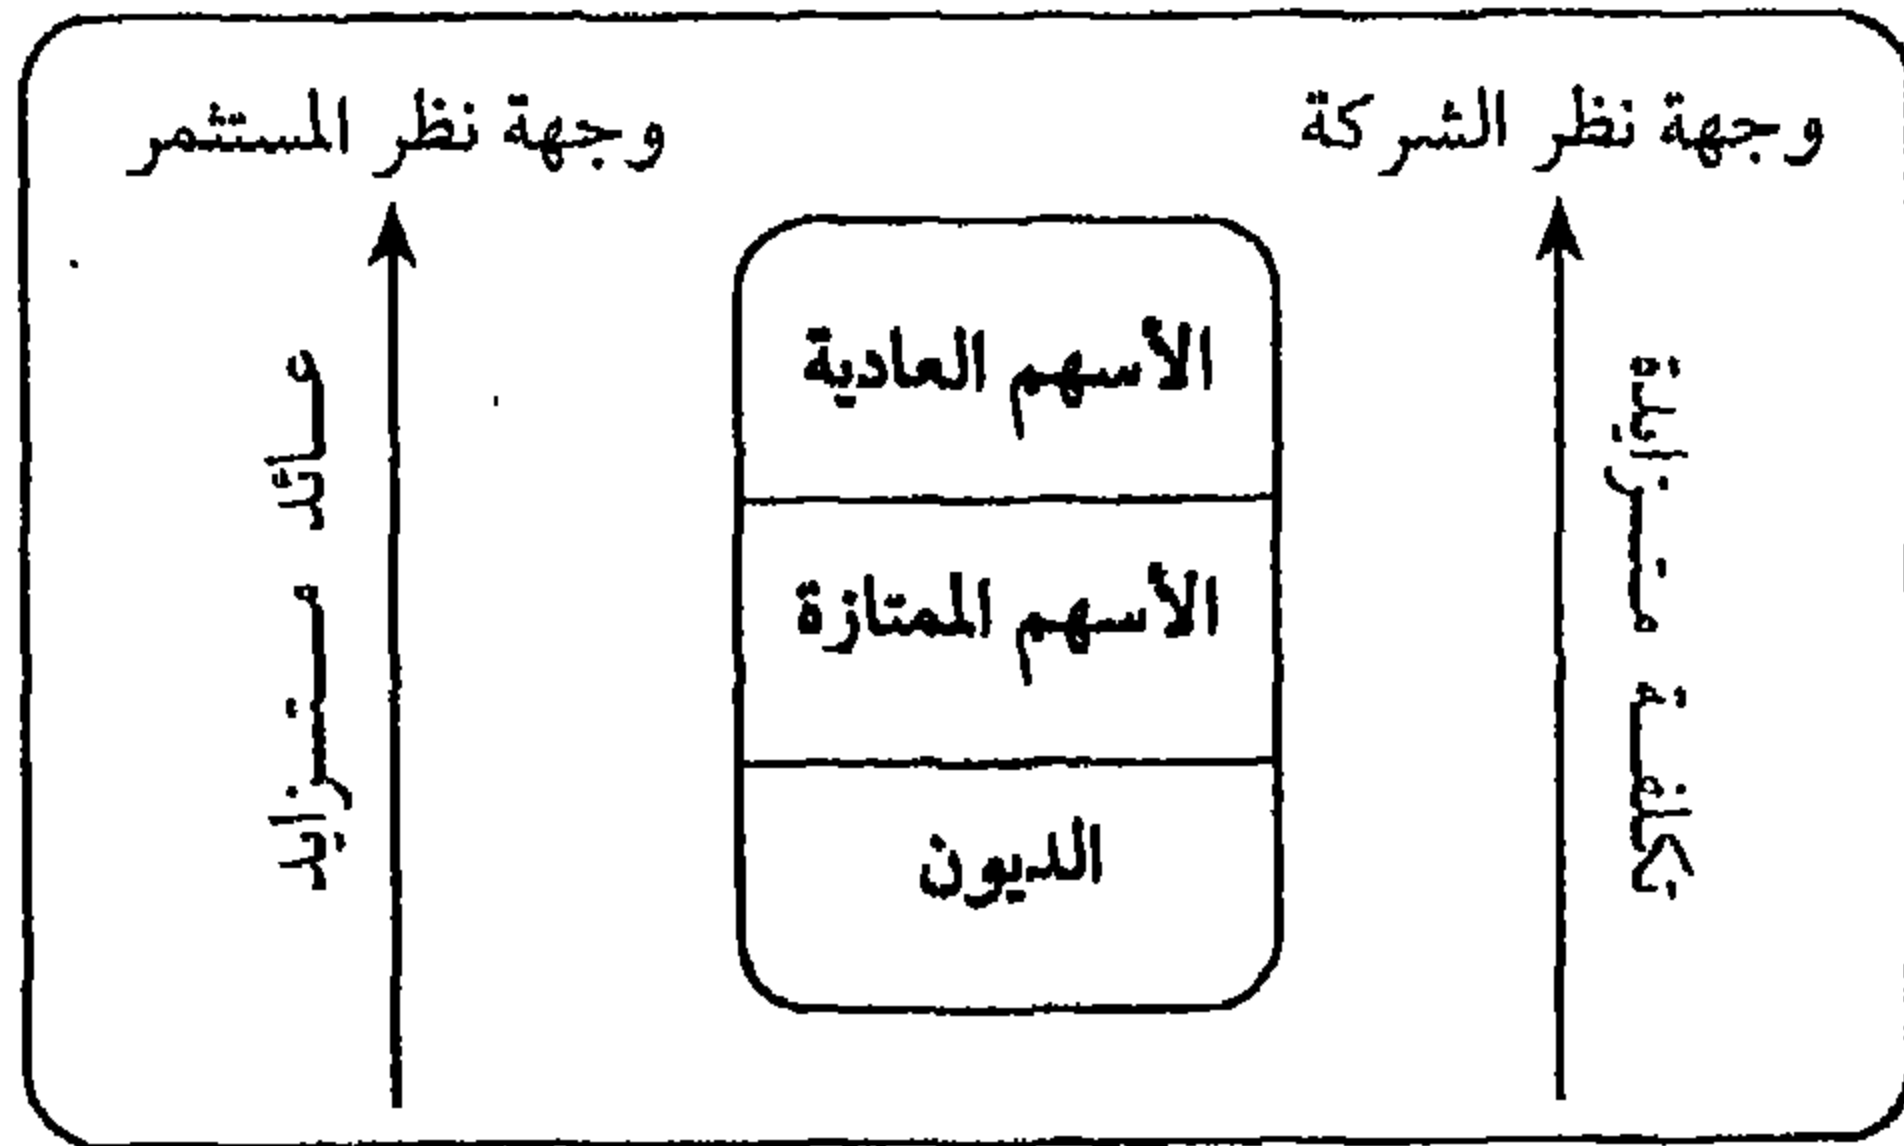 وجهة نظر الشركة
وجهة نظر المستثمر
تكلفة متزايدة
الأسهم العادية
الأسهم الممتازة
الديون
عائد متزايد